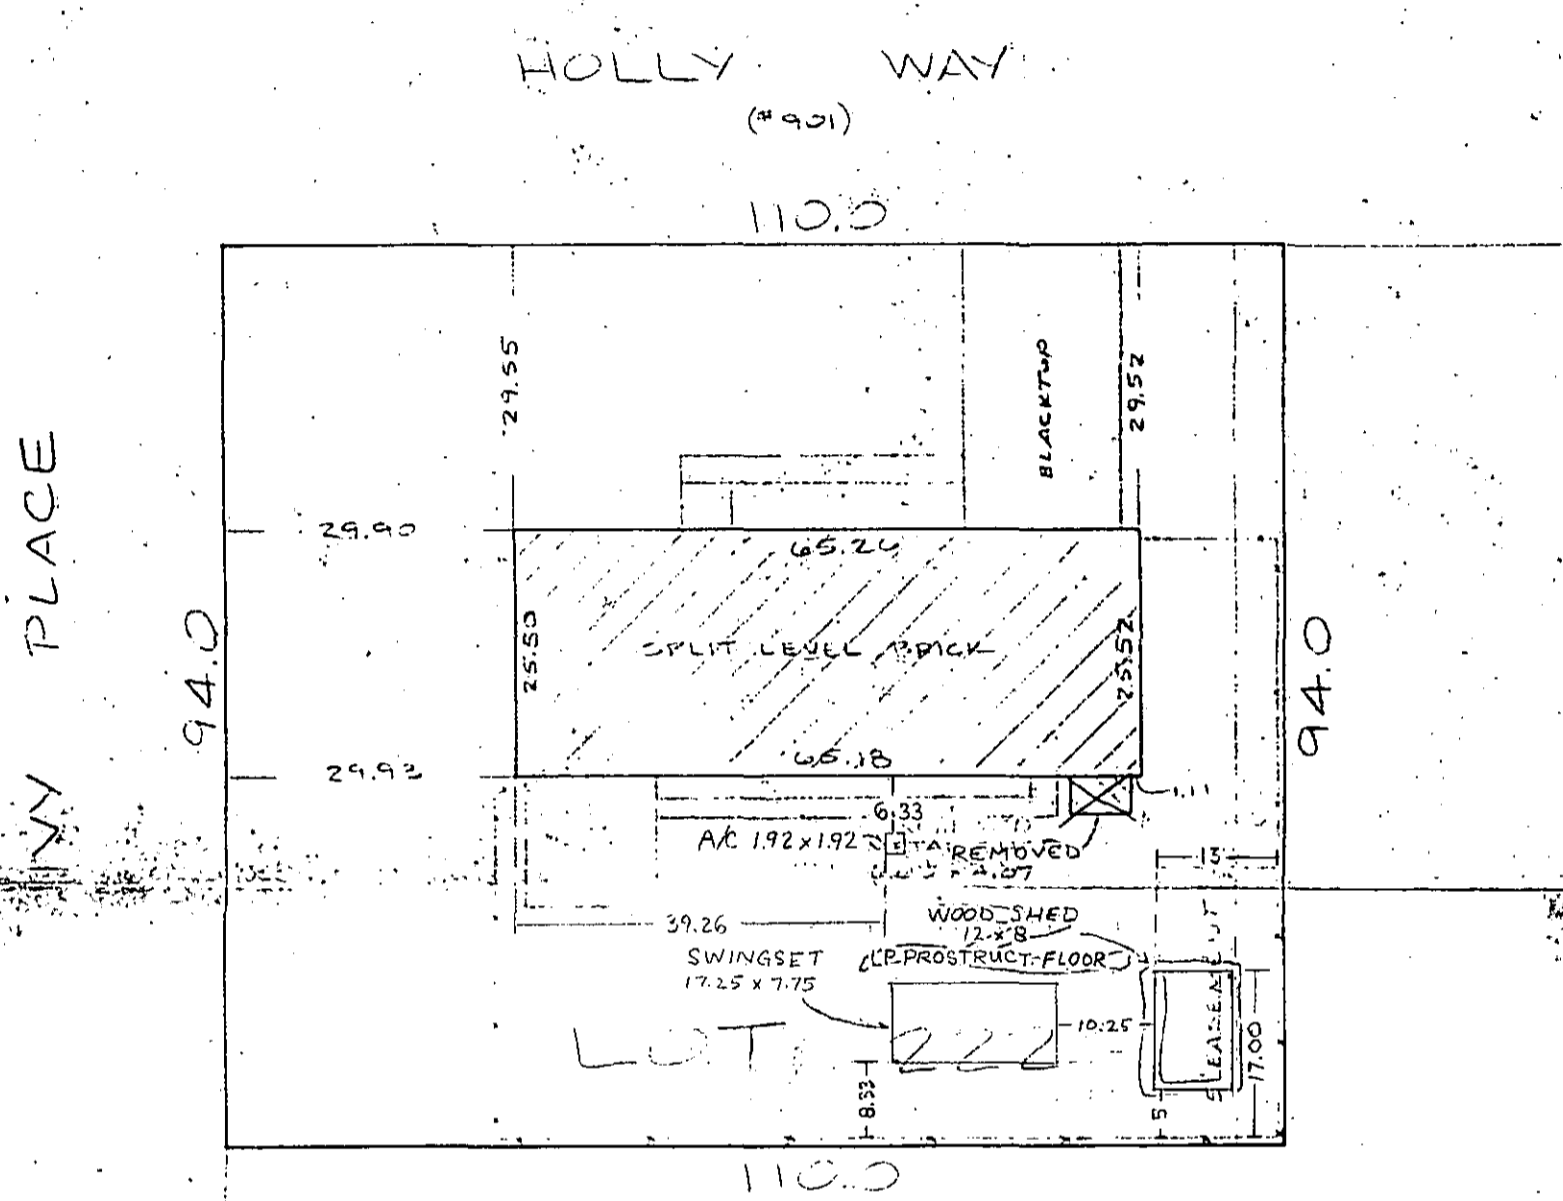 HOLLY WAY
(#901)
110.0
29.55
BLACKTOP
29.52
PLACE
29.90
65.26
94.0
25.50
SPLIT LEVEL BRICK
25.52
94.0
29.93
65.18
IVY
6.33
1.11
A/C 1.92 x 1.92
REMOVED
13
39.26
WOOD SHED
12 x 8
SWINGSET
(LP PROSTRUCT-FLOOR)
17.25 x 7.75
LOT
222
10.25
5' EASEMENT
17.00
8.33
5
110.0